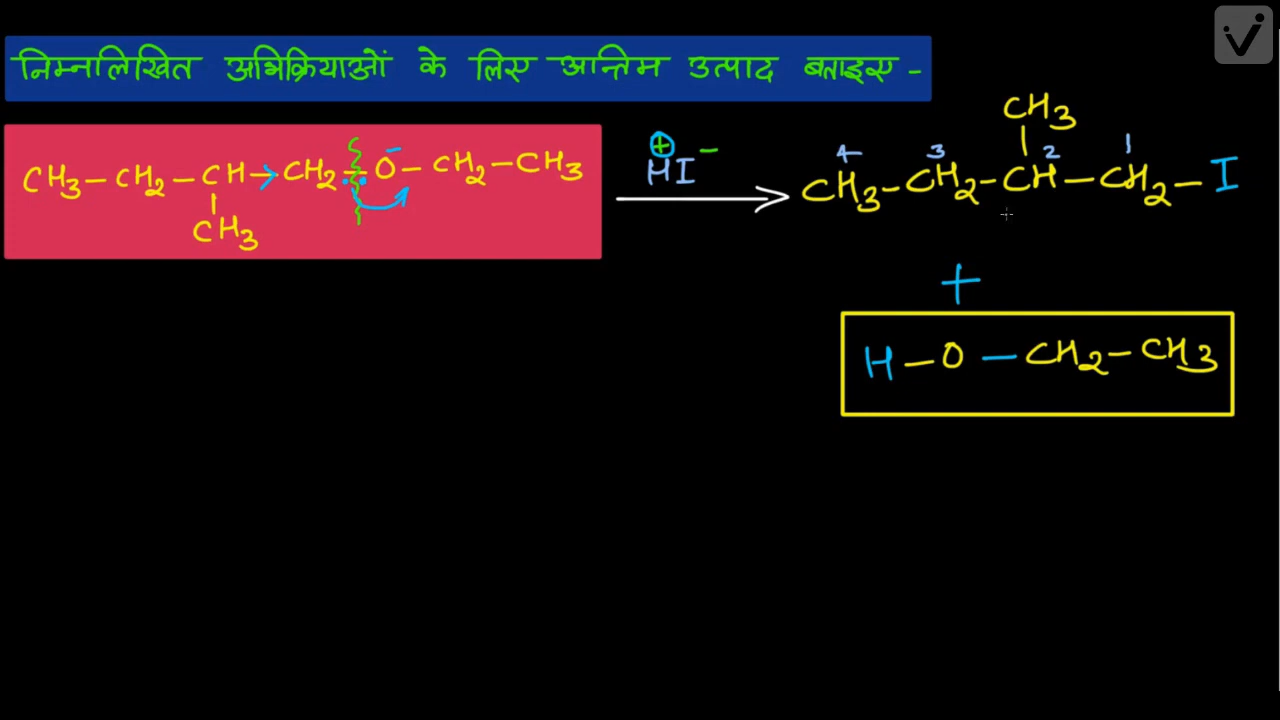 निम्नलिखित अभिक्रियाओं के लिए अन्तिम उत्पाद बताइए -
CH3 - CH2 - CH - CH2 - O⁻ - CH2 - CH3
CH3
⊕ -
HI
CH3
4 3 2 1
CH3 - CH2 - CH - CH2 - I
+
H - O - CH2 - CH3